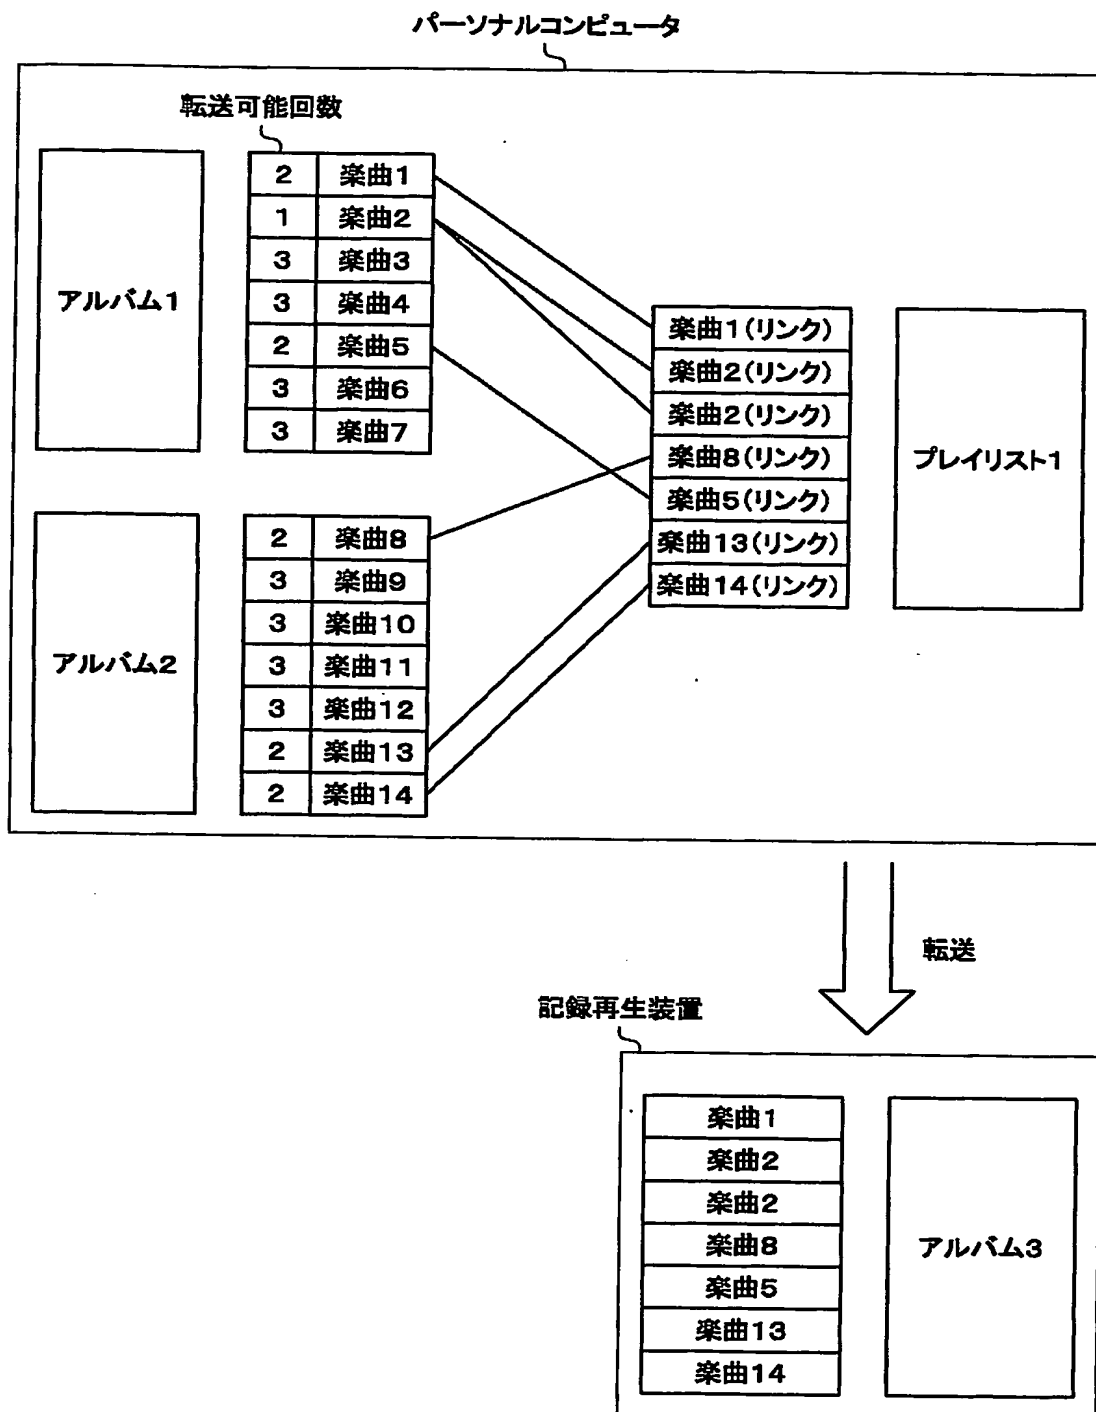 パーソナルコンピュータ
転送可能回数
アルバム1
2 楽曲1
1 楽曲2
3 楽曲3
3 楽曲4
2 楽曲5
3 楽曲6
3 楽曲7
アルバム2
2 楽曲8
3 楽曲9
3 楽曲10
3 楽曲11
3 楽曲12
2 楽曲13
2 楽曲14
楽曲1(リンク)
楽曲2(リンク)
楽曲2(リンク)
楽曲8(リンク)
楽曲5(リンク)
楽曲13(リンク)
楽曲14(リンク)
プレイリスト1
転送
記録再生装置
楽曲1
楽曲2
楽曲2
楽曲8
楽曲5
楽曲13
楽曲14
アルバム3